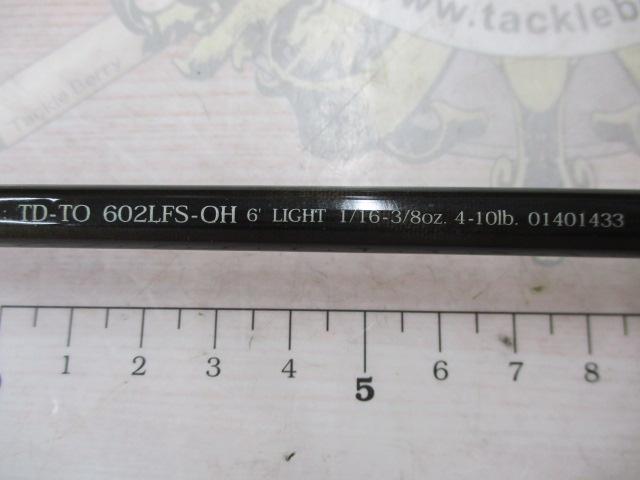 www.tackleb
Tackle Berry
: TD-TO 602LFS-OH 6' LIGHT 1/16-3/8oz. 4-10lb. 01401433
1 2 3 4 5 6 7 8